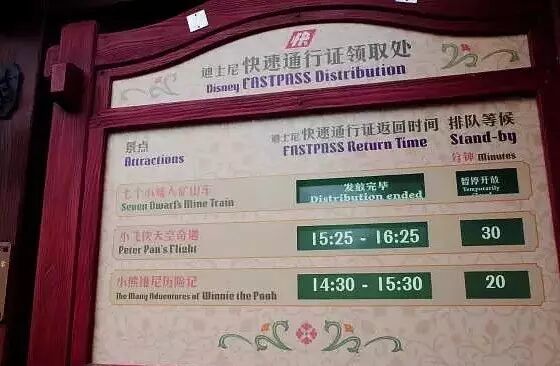 快
迪士尼 快速通行证领取处
Disney FASTPASS Distribution
景点
Attractions
迪士尼 快速通行证返回时间
FASTPASS Return Time
排队等候
Stand-by
分钟 Minutes
七个小矮人矿山车
Seven Dwarfs Mine Train
发放完毕
Distribution ended
暂停开放
Temporarily
小飞侠天空奇遇
Peter Pan's Flight
15:25 - 16:25
30
小熊维尼历险记
The Many Adventures of Winnie the Pooh
14:30 - 15:30
20